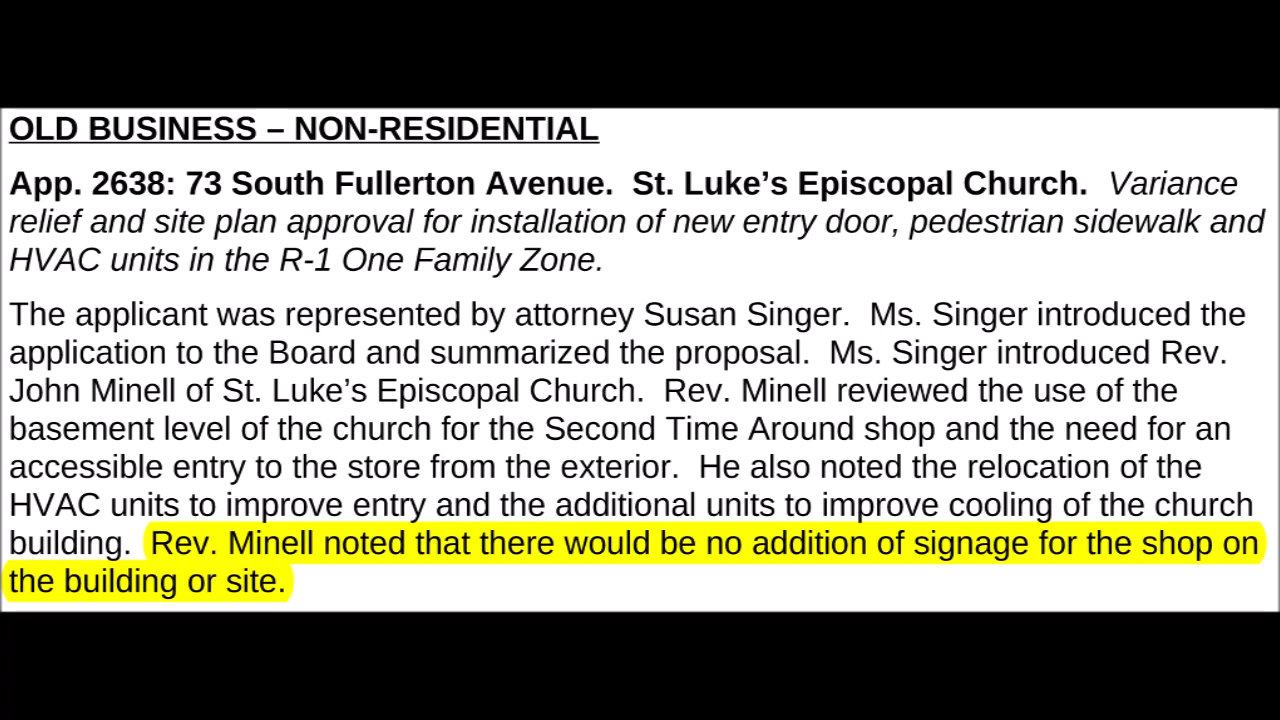 OLD BUSINESS – NON-RESIDENTIAL
App. 2638: 73 South Fullerton Avenue.  St. Luke’s Episcopal Church.  Variance
relief and site plan approval for installation of new entry door, pedestrian sidewalk and
HVAC units in the R-1 One Family Zone.
The applicant was represented by attorney Susan Singer.  Ms. Singer introduced the
application to the Board and summarized the proposal.  Ms. Singer introduced Rev.
John Minell of St. Luke’s Episcopal Church.  Rev. Minell reviewed the use of the
basement level of the church for the Second Time Around shop and the need for an
accessible entry to the store from the exterior.  He also noted the relocation of the
HVAC units to improve entry and the additional units to improve cooling of the church
building.  Rev. Minell noted that there would be no addition of signage for the shop on
the building or site.